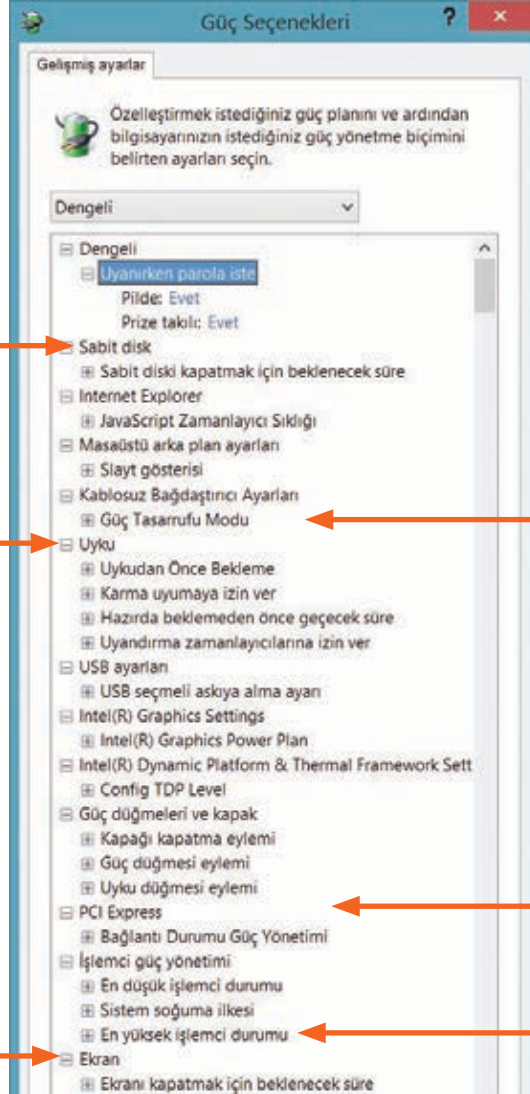 Güç Seçenekleri
?
×
Gelişmiş ayarlar
Özelleştirmek istediğiniz güç planını ve ardından
bilgisayarınızın istediğiniz güç yönetme biçimini
belirten ayarları seçin.
Dengeli
Dengeli
Uyanırken parola iste
Pilde: Evet
Prize takılı: Evet
Sabit disk
Sabit diski kapatmak için beklenecek süre
Internet Explorer
JavaScript Zamanlayıcı Sıklığı
Masaüstü arka plan ayarları
Slayt gösterisi
Kablosuz Bağdaştırıcı Ayarları
Güç Tasarrufu Modu
Uyku
Uykudan Önce Bekleme
Karma uyumaya izin ver
Hazırda beklemeden önce geçecek süre
Uyandırma zamanlayıcılarına izin ver
USB ayarları
USB seçmeli askıya alma ayarı
Intel(R) Graphics Settings
Intel(R) Graphics Power Plan
Intel(R) Dynamic Platform & Thermal Framework Sett
Config TDP Level
Güç düğmeleri ve kapak
Kapağı kapatma eylemi
Güç düğmesi eylemi
Uyku düğmesi eylemi
PCI Express
Bağlantı Durumu Güç Yönetimi
İşlemci güç yönetimi
En düşük işlemci durumu
Sistem soğuma ilkesi
En yüksek işlemci durumu
Ekran
Ekranı kapatmak için beklenecek süre